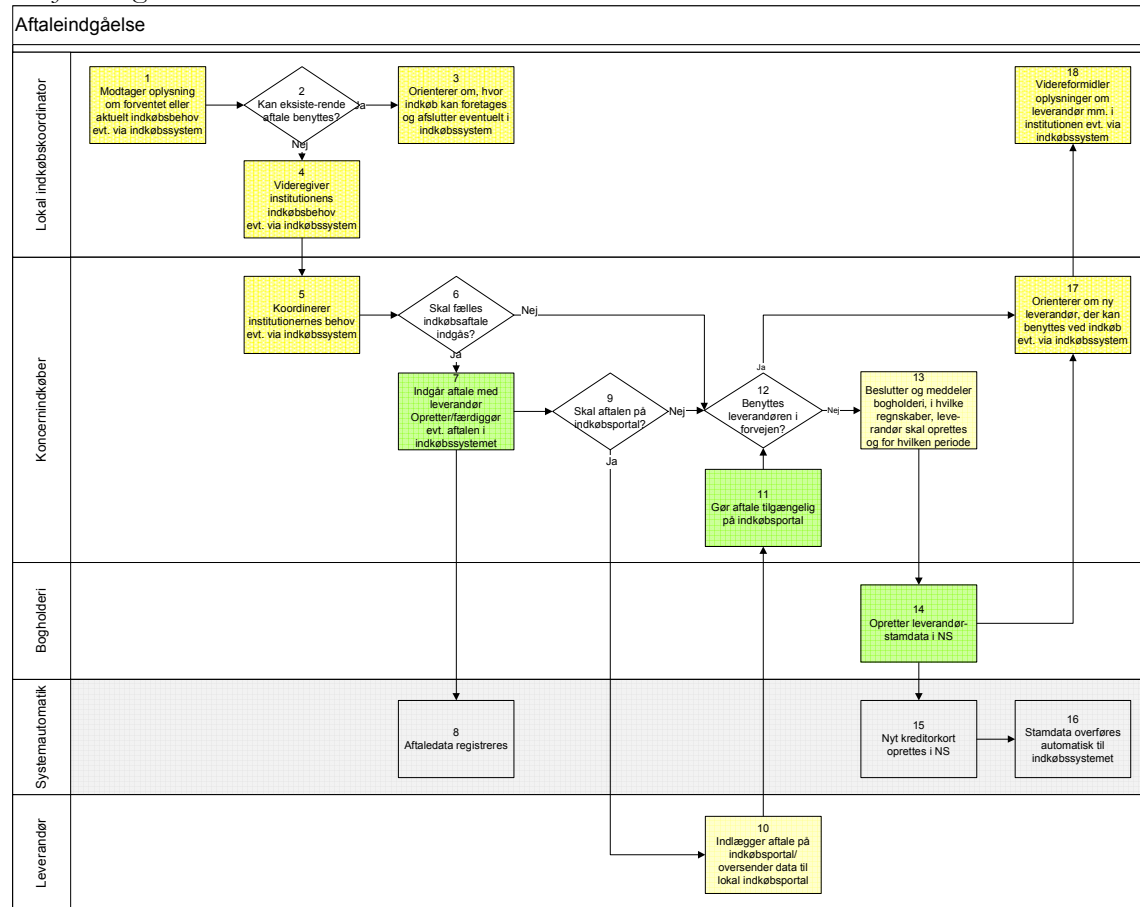 Aftaleindgåelse
Lokal indkøbskoordinator
1
Modtager oplysning
om forventet eller
aktuelt indkøbsbehov
evt. via indkøbssystem
2
Kan eksiste-rende
aftale benyttes?
Ja
Nej
3
Orienterer om, hvor
indkøb kan foretages
og afslutter eventuelt i
indkøbssystem
4
Videregiver
institutionens
indkøbsbehov
evt. via indkøbssystem
18
Videreformidler
oplysninger om
leverandør mm. i
institutionen evt. via
indkøbssystem
Koncernindkøber
5
Koordinerer
institutionernes behov
evt. via indkøbssystem
6
Skal fælles
indkøbsaftale
indgås?
Nej
Ja
7
Indgår aftale med
leverandør
Opretter/færdiggør
evt. aftalen i
indkøbssystemet
9
Skal aftalen på
indkøbsportal?
Nej
Ja
12
Benyttes
leverandøren i
forvejen?
Ja
Nej
13
Beslutter og meddeler
bogholderi, i hvilke
regnskaber, leve-
randør skal oprettes
og for hvilken periode
17
Orienterer om ny
leverandør, der kan
benyttes ved indkøb
evt. via indkøbssystem
11
Gør aftale tilgængelig
på indkøbsportal
Bogholderi
14
Opretter leverandør-
stamdata i NS
Systemautomatik
8
Aftaledata registreres
15
Nyt kreditorkort
oprettes i NS
16
Stamdata overføres
automatisk til
indkøbssystemet
Leverandør
10
Indlægger aftale på
indkøbsportal/
oversender data til
lokal indkøbsportal